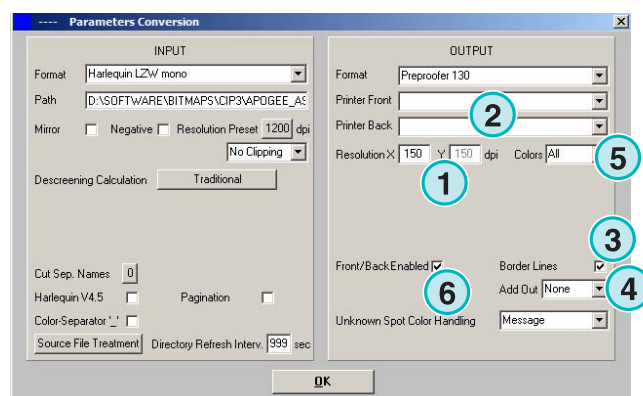 ---- Parameters Conversion
INPUT
Format Harlequin LZW mono
Path D:\SOFTWARE\BITMAPS\CIP3\APOGEE_AS
Mirror Negative Resolution Preset 1200 dpi
No Clipping
Descreening Calculation Traditional
Cut Sep. Names 0
Harlequin V4.5 Pagination
Color-Separator '_'
Source File Treatment Directory Refresh Interv. 999 sec
OUTPUT
Format Preproofer 130
Printer Front
2
Printer Back
Resolution X 150 Y 150 dpi Colors All 5
1
3
Front/Back Enabled Border Lines
6
Add Out None 4
Unknown Spot Color Handling Message
OK